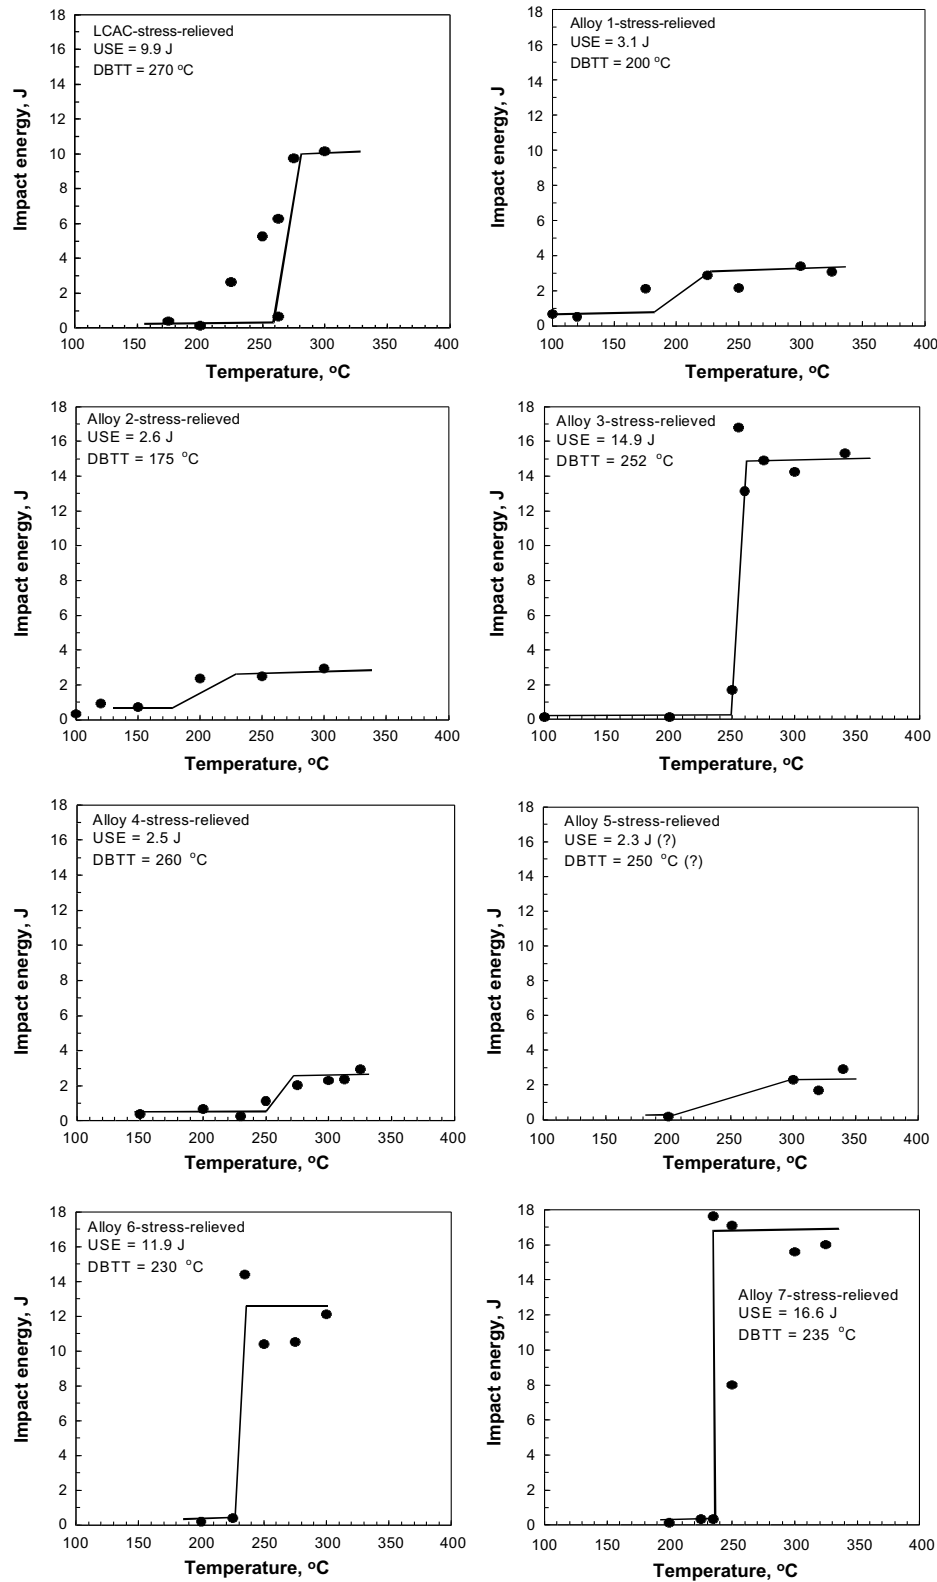 LCAC-stress-relieved
USE = 9.9 J
DBTT = 270 °C
Impact energy, J
18
16
14
12
10
8
6
4
2
0
100 150 200 250 300 350 400
Temperature, °C
Alloy 1-stress-relieved
USE = 3.1 J
DBTT = 200 °C
Impact energy, J
18
16
14
12
10
8
6
4
2
0
100 150 200 250 300 350 400
Temperature, °C
Alloy 2-stress-relieved
USE = 2.6 J
DBTT = 175 °C
Impact energy, J
18
16
14
12
10
8
6
4
2
0
100 150 200 250 300 350 400
Temperature, °C
Alloy 3-stress-relieved
USE = 14.9 J
DBTT = 252 °C
Impact energy, J
18
16
14
12
10
8
6
4
2
0
100 150 200 250 300 350 400
Temperature, °C
Alloy 4-stress-relieved
USE = 2.5 J
DBTT = 260 °C
Impact energy, J
18
16
14
12
10
8
6
4
2
0
100 150 200 250 300 350 400
Temperature, °C
Alloy 5-stress-relieved
USE = 2.3 J (?)
DBTT = 250 °C (?)
Impact energy, J
18
16
14
12
10
8
6
4
2
0
100 150 200 250 300 350 400
Temperature, °C
Alloy 6-stress-relieved
USE = 11.9 J
DBTT = 230 °C
Impact energy, J
18
16
14
12
10
8
6
4
2
0
100 150 200 250 300 350 400
Temperature, °C
Alloy 7-stress-relieved
USE = 16.6 J
DBTT = 235 °C
Impact energy, J
18
16
14
12
10
8
6
4
2
0
100 150 200 250 300 350 400
Temperature, °C